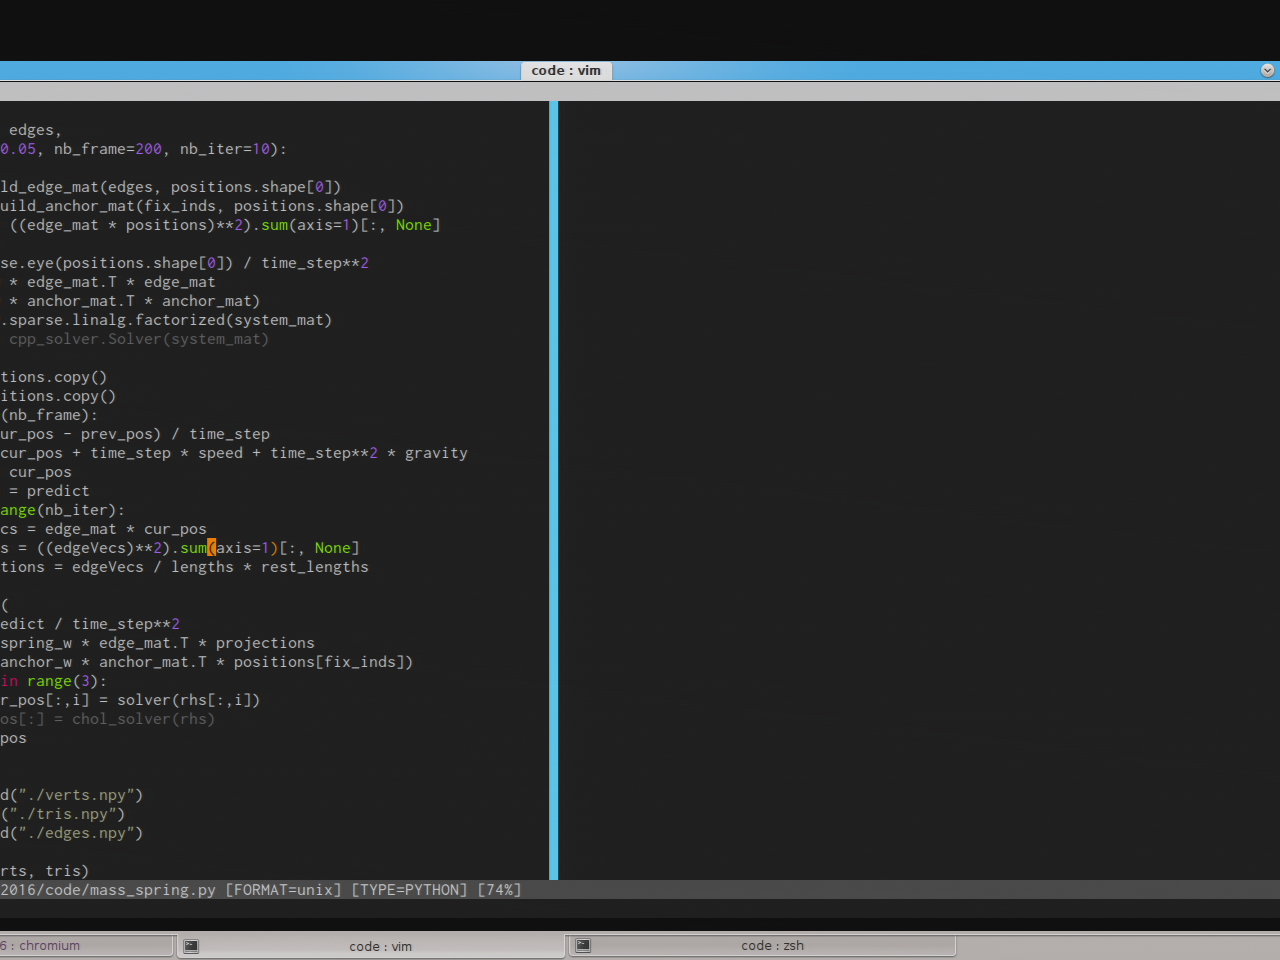 code : vim
edges,
0.05, nb_frame=200, nb_iter=10):
ld_edge_mat(edges, positions.shape[0])
uild_anchor_mat(fix_inds, positions.shape[0])
((edge_mat * positions)**2).sum(axis=1)[:, None]
se.eye(positions.shape[0]) / time_step**2
* edge_mat.T * edge_mat
* anchor_mat.T * anchor_mat)
.sparse.linalg.factorized(system_mat)
cpp_solver.Solver(system_mat)
tions.copy()
itions.copy()
(nb_frame):
ur_pos - prev_pos) / time_step
cur_pos + time_step * speed + time_step**2 * gravity
cur_pos
= predict
ange(nb_iter):
cs = edge_mat * cur_pos
s = ((edgeVecs)**2).sum(axis=1)[:, None]
tions = edgeVecs / lengths * rest_lengths
(
edict / time_step**2
spring_w * edge_mat.T * projections
anchor_w * anchor_mat.T * positions[fix_inds])
in range(3):
r_pos[:,i] = solver(rhs[:,i])
os[:] = chol_solver(rhs)
pos
d("./verts.npy")
("./tris.npy")
d("./edges.npy")
rts, tris)
2016/code/mass_spring.py [FORMAT=unix] [TYPE=PYTHON] [74%]
6 : chromium
code : vim
code : zsh